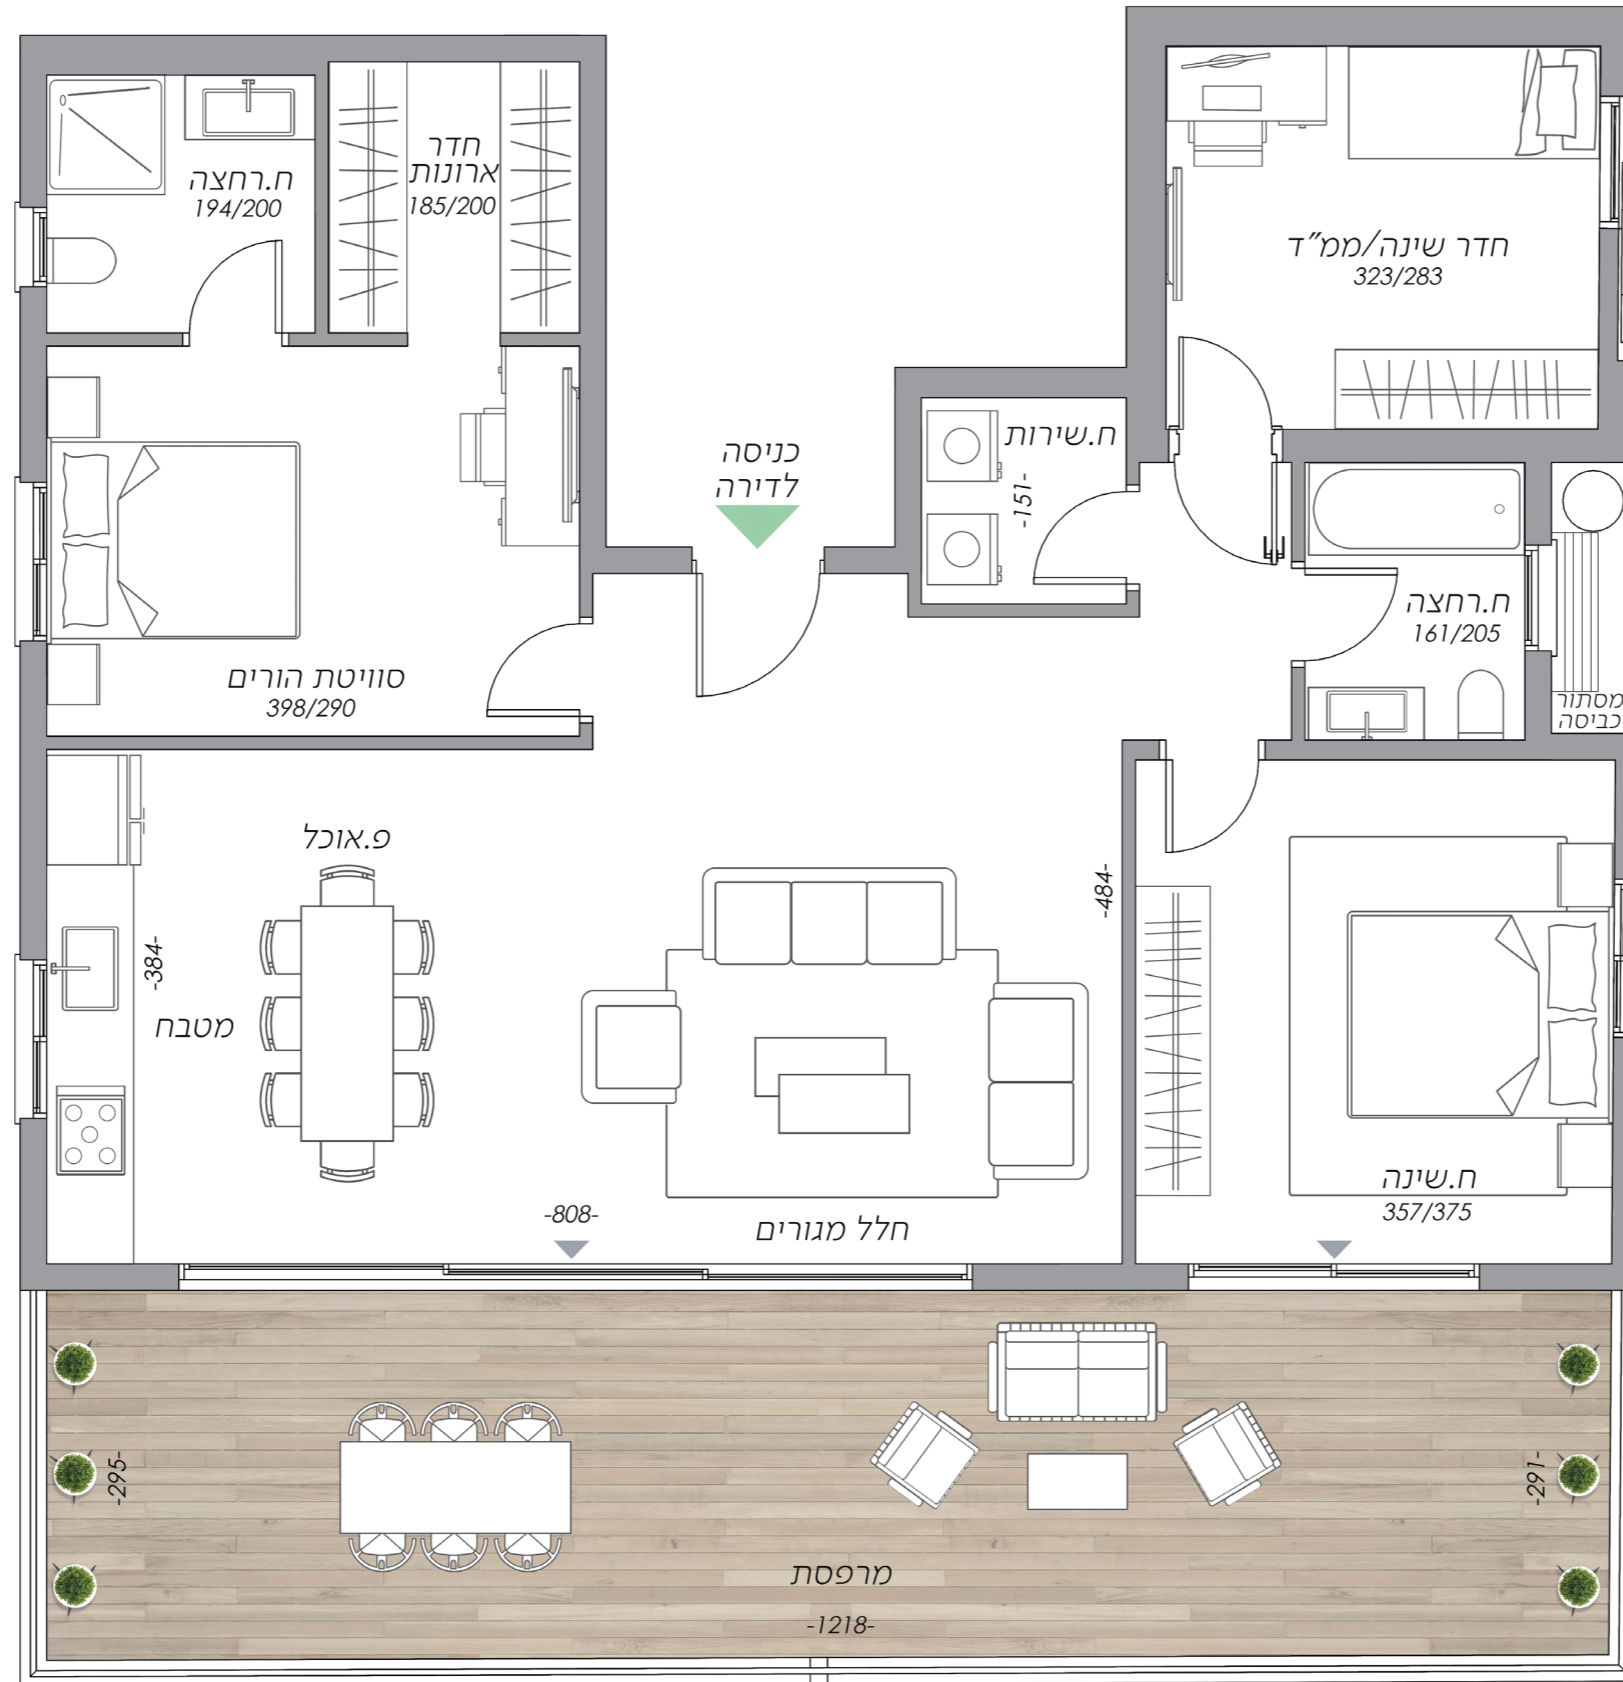 חדר
ארונות
185/200
ח.רחצה
194/200
חדר שינה/ממ"ד
323/283
ח.שירות
-151-
כניסה
לדירה
ח.רחצה
161/205
מסתור
כביסה
סוויטת הורים
398/290
פ.אוכל
-384-
מטבח
-484-
ח.שינה
357/375
-808-
חלל מגורים
-295-
-291-
מרפסת
-1218-